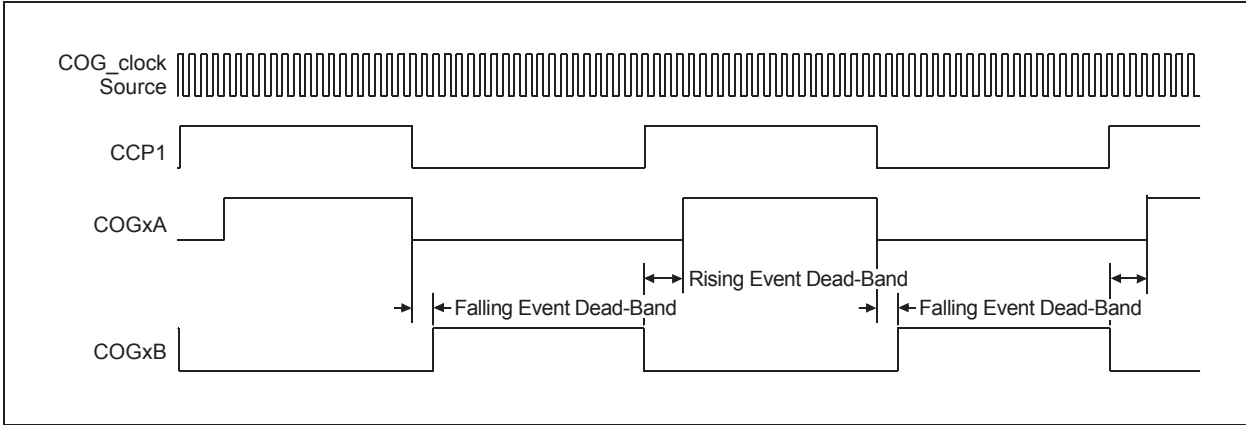 COG_clock
Source
CCP1
COGxA
Rising Event Dead-Band
Falling Event Dead-Band
Falling Event Dead-Band
COGxB